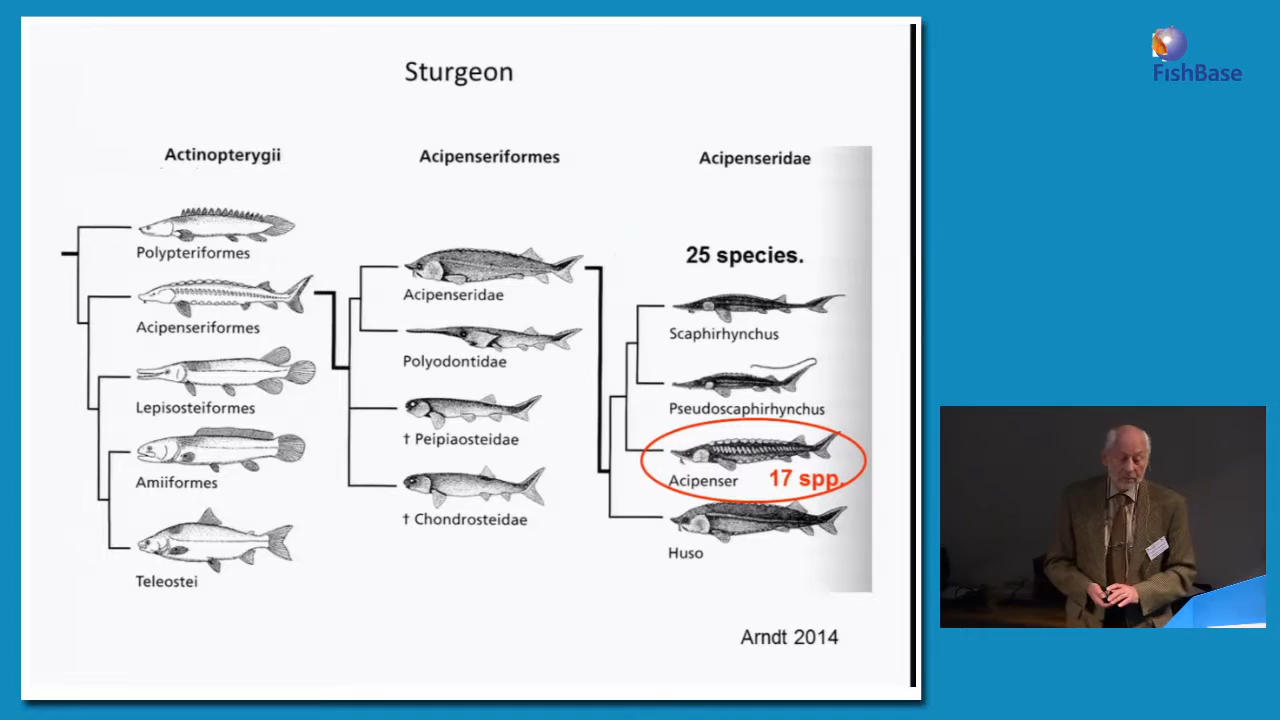 Sturgeon
FishBase
Actinopterygii
Acipenseriformes
Acipenseridae
Polypteriformes
Acipenseriformes
Lepisosteiformes
Amiiformes
Teleostei
Acipenseridae
Polyodontidae
† Peipiaosteidae
† Chondrosteidae
25 species.
Scaphirhynchus
Pseudoscaphirhynchus
Acipenser 17 spp.
Huso
Arndt 2014